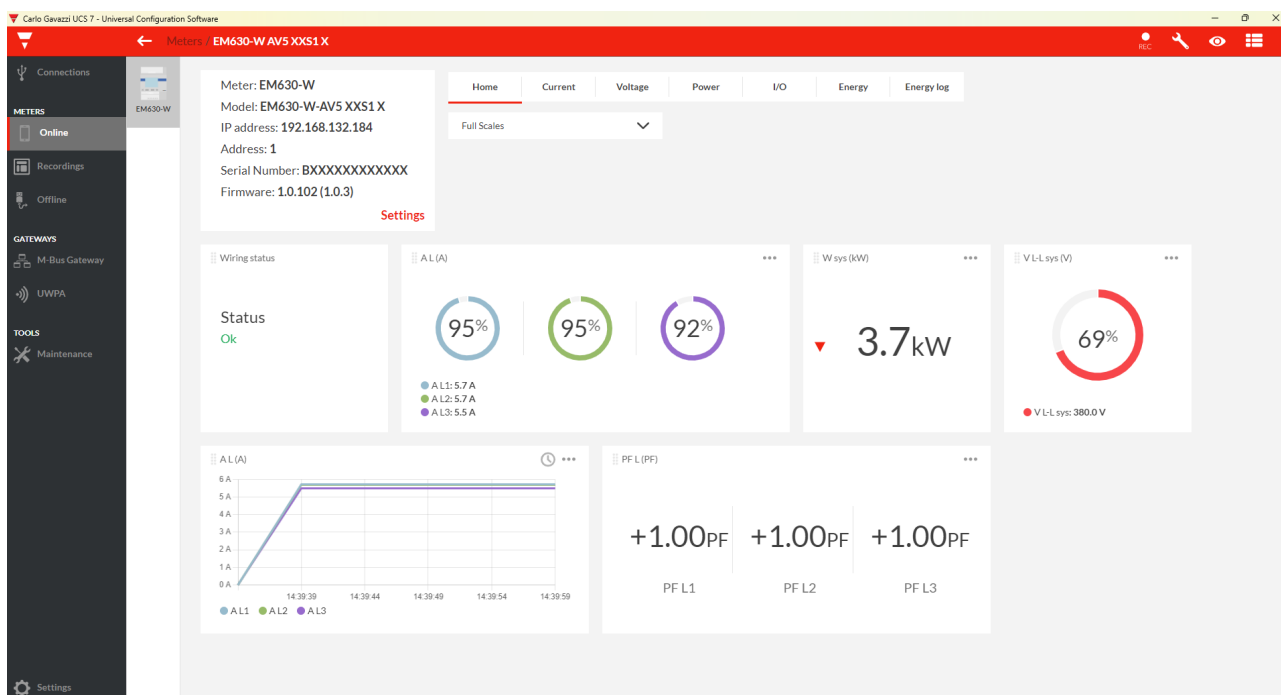 Carlo Gavazzi UCS 7 - Universal Configuration Software
Meters / EM630-W AV5 XXS1 X
REC
Connections
METERS
Online
Recordings
Offline
GATEWAYS
M-Bus Gateway
UWPA
TOOLS
Maintenance
Settings
EM630-W
Meter: EM630-W
Model: EM630-W-AV5 XXS1 X
IP address: 192.168.132.184
Address: 1
Serial Number: BXXXXXXXXXXXX
Firmware: 1.0.102 (1.0.3)
Settings
Home Current Voltage Power I/O Energy Energy log
Full Scales
Wiring status
Status
Ok
A L (A)
95% 95% 92%
A L1: 5.7 A
A L2: 5.7 A
A L3: 5.5 A
W sys (kW)
3.7kW
V L-L sys (V)
69%
V L-L sys: 380.0 V
A L (A)
6 A
5 A
4 A
3 A
2 A
1 A
0 A
14:39:39 14:39:44 14:39:49 14:39:54 14:39:59
A L1 A L2 A L3
PF L (PF)
+1.00PF +1.00PF +1.00PF
PF L1 PF L2 PF L3